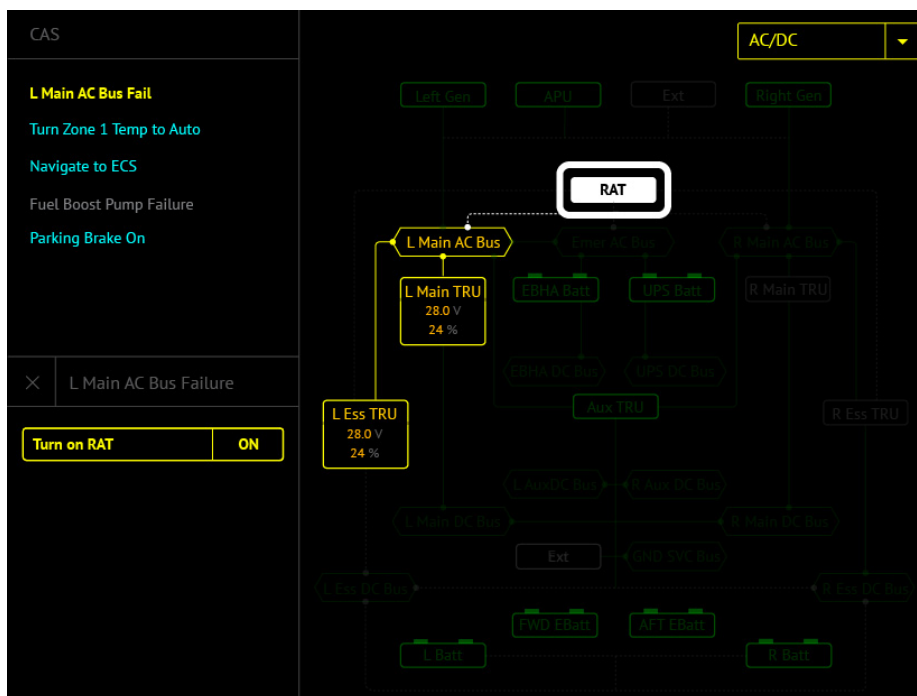 CAS
AC/DC
L Main AC Bus Fail
Turn Zone 1 Temp to Auto
Navigate to ECS
Fuel Boost Pump Failure
Parking Brake On
L Main AC Bus Failure
Turn on RAT ON
Left Gen
APU
Ext
Right Gen
RAT
L Main AC Bus
Emer AC Bus
R Main AC Bus
L Main TRU
28.0 V
24 %
EBHA Batt
UPS Batt
R Main TRU
EBHA DC Bus
UPS DC Bus
Aux TRU
L Ess TRU
28.0 V
24 %
R Ess TRU
L AuxDC Bus
R Aux DC Bus
L Main DC Bus
R Main DC Bus
Ext
GND SVC Bus
L Ess DC Bus
R Ess DC Bus
FWD EBatt
AFT EBatt
L Batt
R Batt